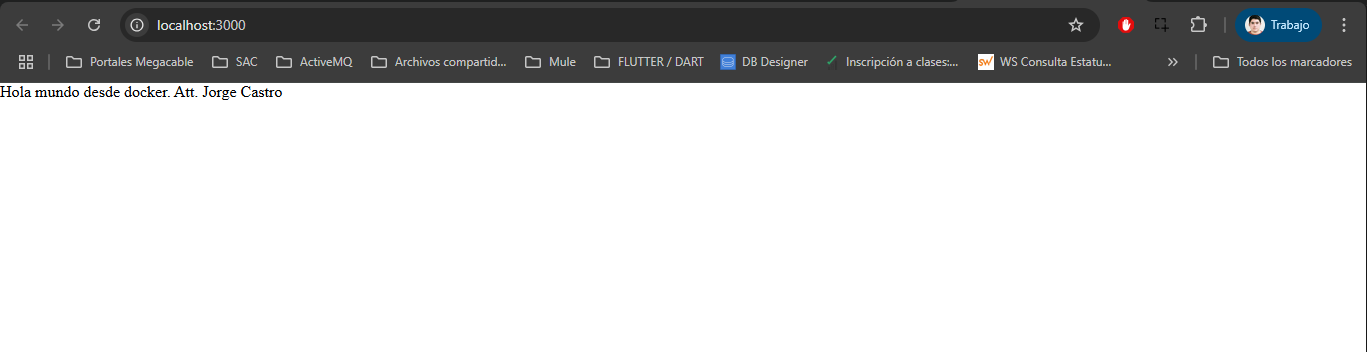 localhost:3000
Trabajo
Portales Megacable SAC ActiveMQ Archivos compartid... Mule FLUTTER / DART DB Designer Inscripción a clases:... sw WS Consulta Estatu... » Todos los marcadores
Hola mundo desde docker. Att. Jorge Castro